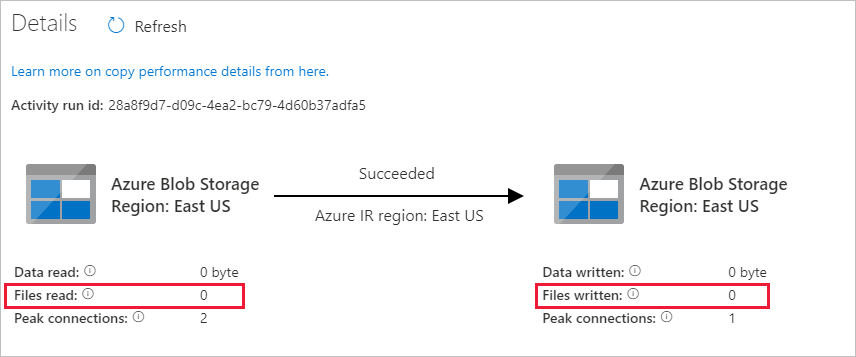 Details Refresh
Learn more on copy performance details from here.
Activity run id: 28a8f9d7-d09c-4ea2-bc79-4d60b37adfa5
Succeeded
Azure Blob Storage
Region: East US
Azure IR region: East US
Azure Blob Storage
Region: East US
Data read: 0 byte
Files read: 0
Peak connections: 2
Data written: 0 byte
Files written: 0
Peak connections: 1